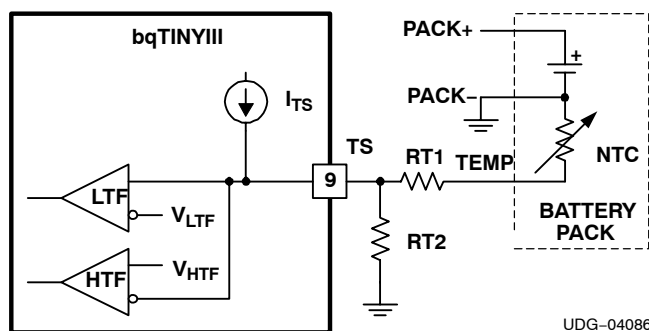 bqTINYIII
PACK+
+
I_TS
PACK−
TS
RT1
TEMP
NTC
LTF
9
V_LTF
BATTERY
PACK
RT2
V_HTF
HTF
UDG−04086